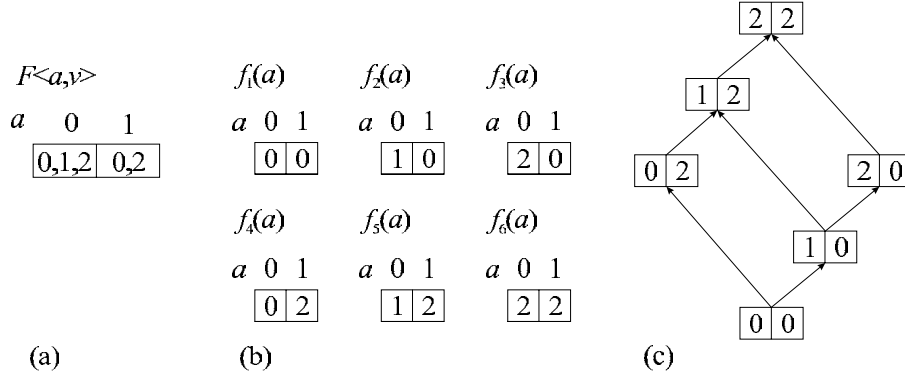 F<a,v>
a 0 1
0,1,2 0,2
(a)
f₁(a) f₂(a) f₃(a)
a 0 1 a 0 1 a 0 1
0 0 1 0 2 0
f₄(a) f₅(a) f₆(a)
a 0 1 a 0 1 a 0 1
0 2 1 2 2 2
(b)
2 2
1 2
0 2 2 0
1 0
0 0
(c)